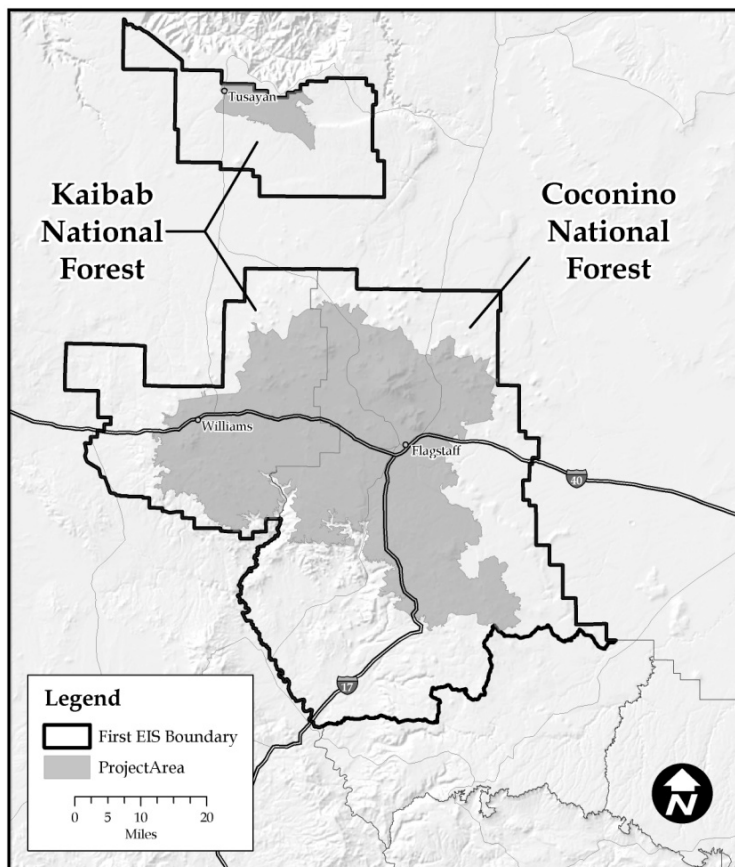 Tusayan
Kaibab
National
Forest
Coconino
National
Forest
Williams
Flagstaff
40
17
Legend
First EIS Boundary
ProjectArea
0 5 10 20
Miles
N